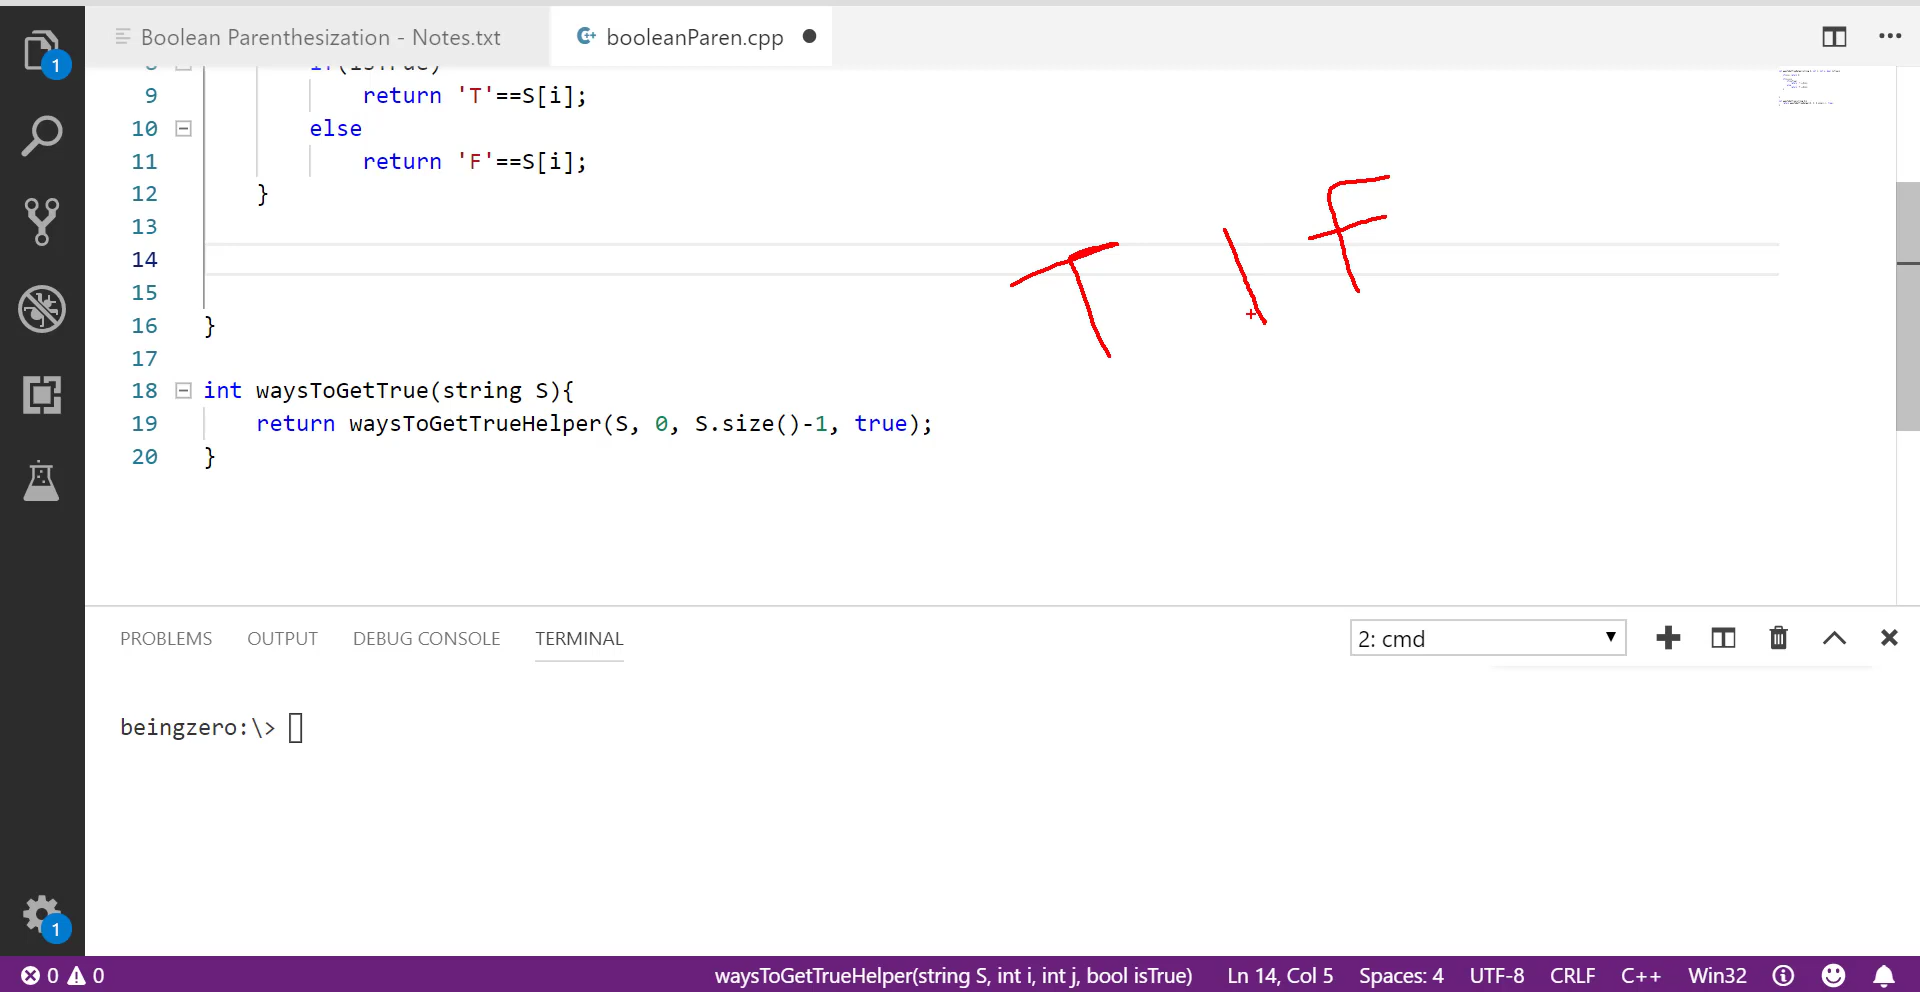 1
Boolean Parenthesization - Notes.txt
booleanParen.cpp
8 if(isTrue)
9 return 'T'==S[i];
10 else
11 return 'F'==S[i];
12 }
13
14
15
16 }
17
18 int waysToGetTrue(string S){
19 return waysToGetTrueHelper(S, 0, S.size()-1, true);
20 }
T | F
PROBLEMS OUTPUT DEBUG CONSOLE TERMINAL 2: cmd
beingzero:\>
1
0 0 waysToGetTrueHelper(string S, int i, int j, bool isTrue) Ln 14, Col 5 Spaces: 4 UTF-8 CRLF C++ Win32